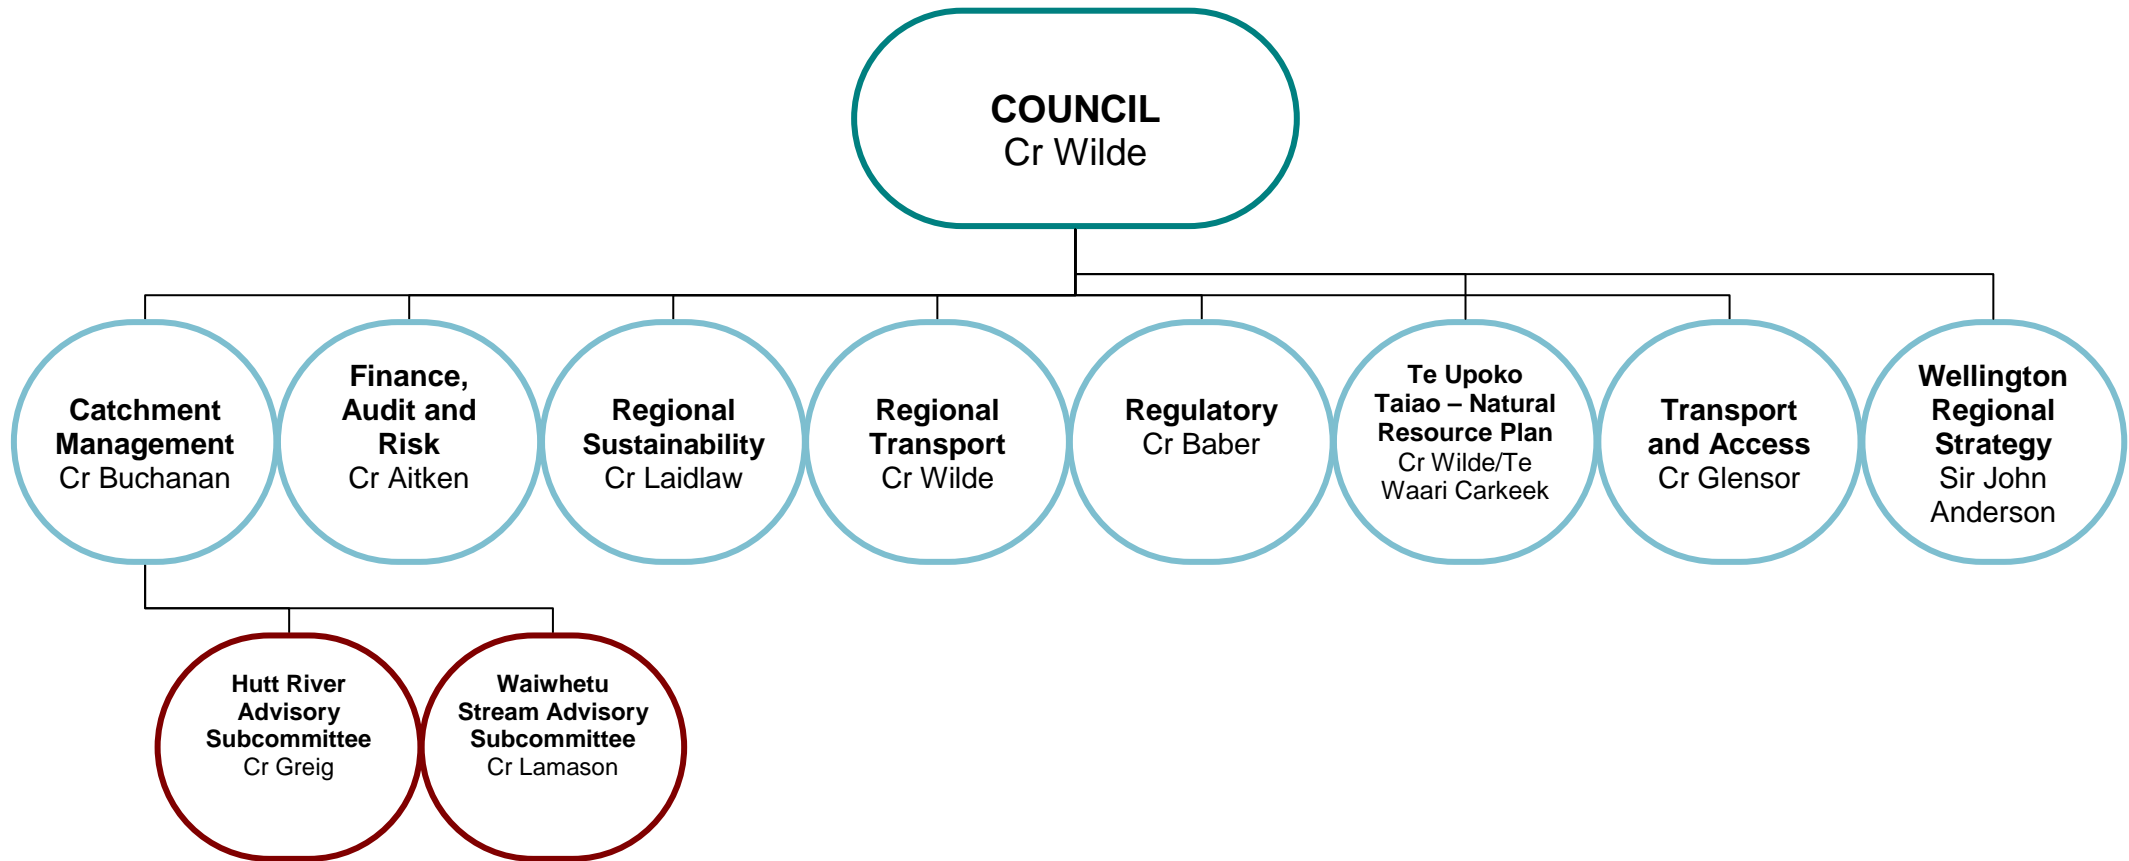 COUNCIL
Cr Wilde
Catchment
Management
Cr Buchanan
Finance,
Audit and
Risk
Cr Aitken
Regional
Sustainability
Cr Laidlaw
Regional
Transport
Cr Wilde
Regulatory
Cr Baber
Te Upoko
Taiao – Natural
Resource Plan
Cr Wilde/Te
Waari Carkeek
Transport
and Access
Cr Glensor
Wellington
Regional
Strategy
Sir John
Anderson
Hutt River
Advisory
Subcommittee
Cr Greig
Waiwhetu
Stream Advisory
Subcommittee
Cr Lamason